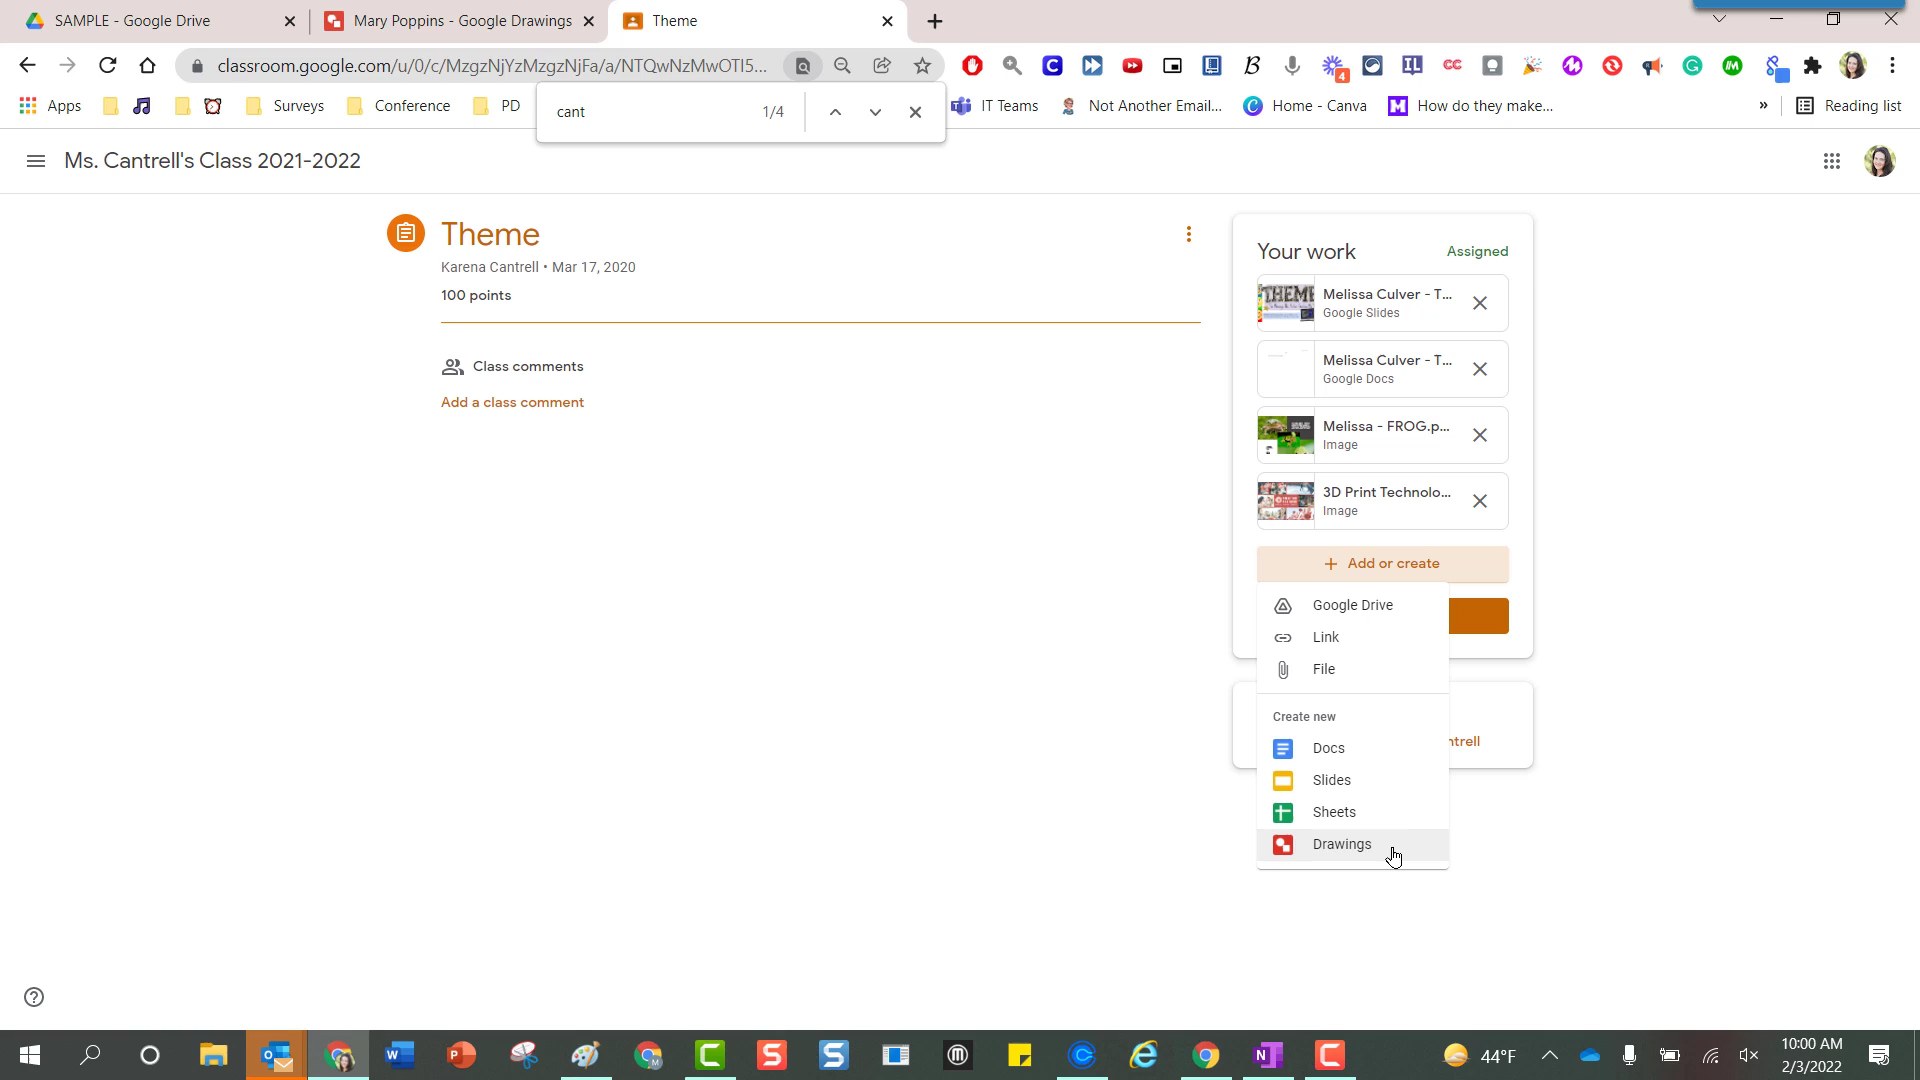 SAMPLE - Google Drive
Mary Poppins - Google Drawings
Theme
classroom.google.com/u/0/c/MzgzNjYzMzgzNjFa/a/NTQwNzMwOTI5...
Apps
Surveys
Conference
PD
cant
1/4
IT Teams
Not Another Email...
Home - Canva
How do they make...
»
Reading list
Ms. Cantrell's Class 2021-2022
Theme
Karena Cantrell • Mar 17, 2020
100 points
Class comments
Add a class comment
Your work
Assigned
Melissa Culver - T...
Google Slides
Melissa Culver - T...
Google Docs
Melissa - FROG.p...
Image
3D Print Technolo...
Image
+ Add or create
Google Drive
Link
File
Create new
Docs
Slides
Sheets
Drawings
ntrell
44°F
10:00 AM
2/3/2022